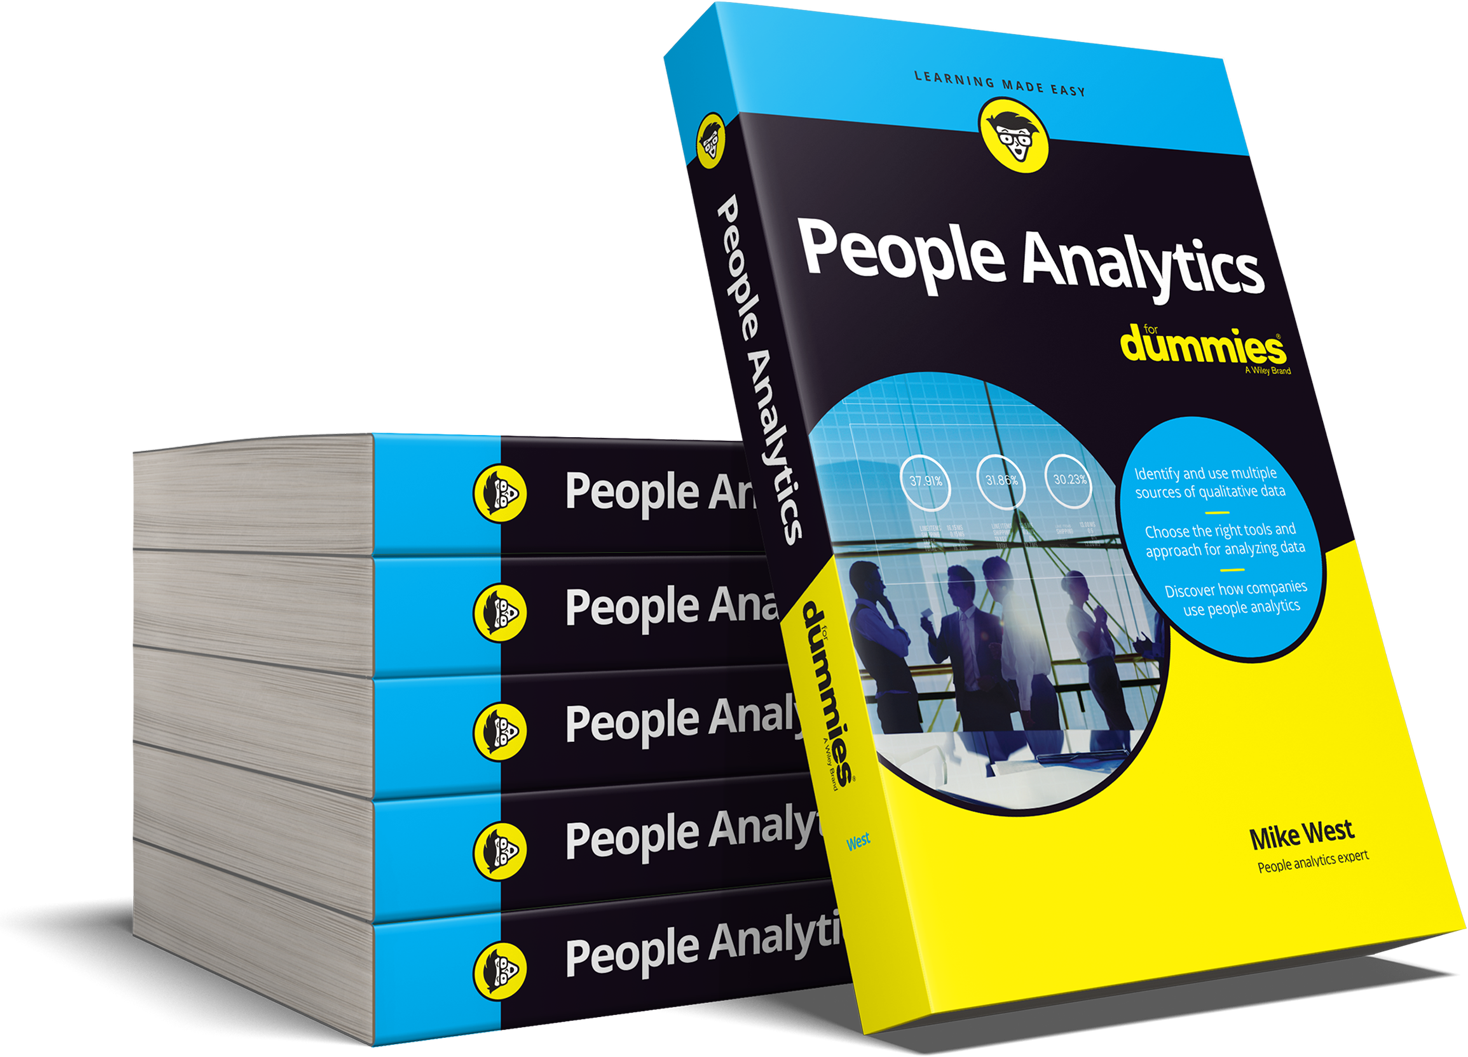 LEARNING MADE EASY
People Analytics
for
dummies
®
A Wiley Brand
37.91%
31.86%
30.23%
Identify and use multiple
sources of qualitative data
Choose the right tools and
approach for analyzing data
Discover how companies
use people analytics
Mike West
People analytics expert
People Analytics
for
dummies
®
A Wiley Brand
West
People An
People Ana
People Analy
People Analyt
People Analyti